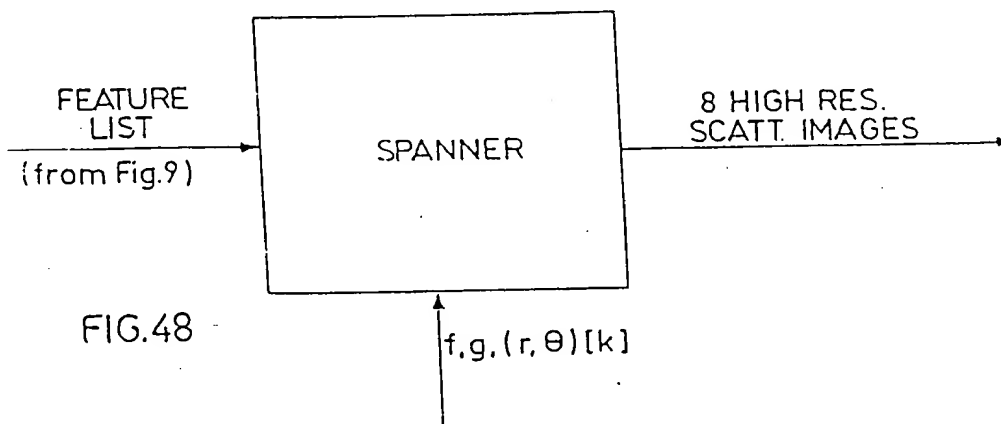 FEATURE
LIST
(from Fig.9)
SPANNER
8 HIGH RES.
SCATT. IMAGES
FIG.48
f,g,(r,θ)[k]